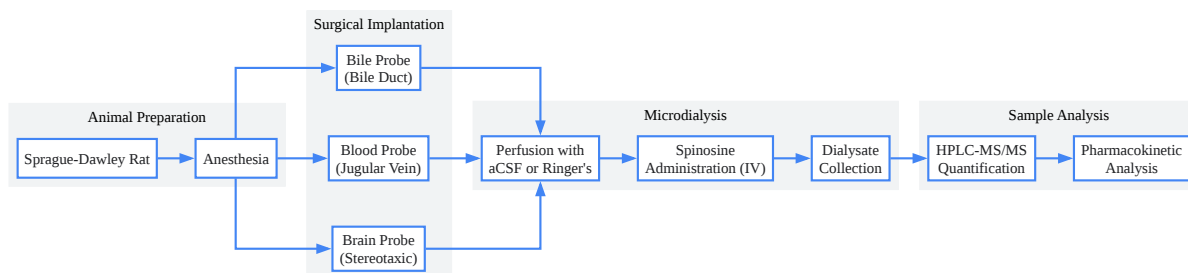 Surgical Implantation
Bile Probe
(Bile Duct)
Animal Preparation
Microdialysis
Sample Analysis
Sprague-Dawley Rat
Anesthesia
Blood Probe
(Jugular Vein)
Perfusion with
aCSF or Ringer's
Spinosine
Administration (IV)
Dialysate
Collection
HPLC-MS/MS
Quantification
Pharmacokinetic
Analysis
Brain Probe
(Stereotaxic)